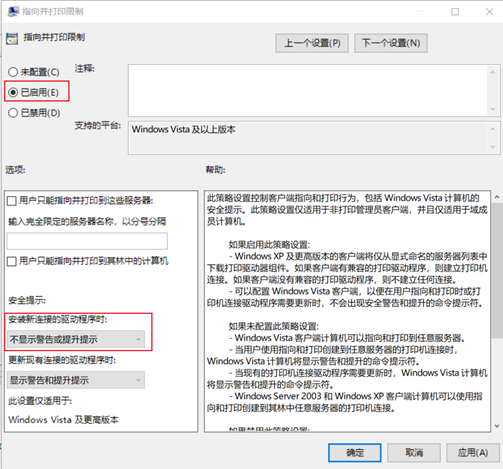 指向并打印限制
指向并打印限制
上一个设置(P)
下一个设置(N)
未配置(C)
注释:
已启用(E)
已禁用(D)
支持的平台:
Windows Vista 及以上版本
选项:
帮助:
用户只能指向并打印到这些服务器:
输入完全限定的服务器名称，以分号分隔
用户只能指向并打印到其林中的计算机
安全提示:
安装新连接的驱动程序时:
不显示警告或提升提示
更新现有连接的驱动程序时:
显示警告和提升提示
此设置仅适用于:
Windows Vista 及更高版本
此策略设置控制客户端指向和打印行为，包括 Windows Vista 计算机的
安全提示。此策略设置仅适用于非打印管理员客户端，并且仅适用于域成
员计算机。
如果启用此策略设置:
- Windows XP 及更高版本的客户端将仅从显式命名的服务器列表中
下载打印驱动器组件。如果客户端有兼容的打印驱动程序，则建立打印机
连接。如果客户端没有兼容的打印驱动程序，则不建立任何连接。
- 可以配置 Windows Vista 客户端，以便在用户指向和打印时或打
印机连接驱动程序需要更新时，不会出现安全警告和提升的命令提示符。
如果未配置此策略设置:
- Windows Vista 客户端计算机可以指向和打印到任意服务器。
- 当用户使用指向和打印创建到任意服务器的打印机连接时，
Windows Vista 计算机将显示警告和提升的命令提示符。
- 当现有的打印机连接驱动程序需要更新时，Windows Vista 计算机
将显示警告和提升的命令提示符。
- Windows Server 2003 和 Windows XP 客户端计算机可以使用指
向和打印创建到其林中任意服务器的打印机连接。
如果禁用此策略设置:
确定
取消
应用(A)